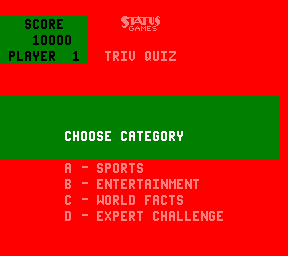 SCORE
10000
PLAYER 1
STATUS
GAMES
TRIV QUIZ
CHOOSE CATEGORY
A - SPORTS
B - ENTERTAINMENT
C - WORLD FACTS
D - EXPERT CHALLENGE